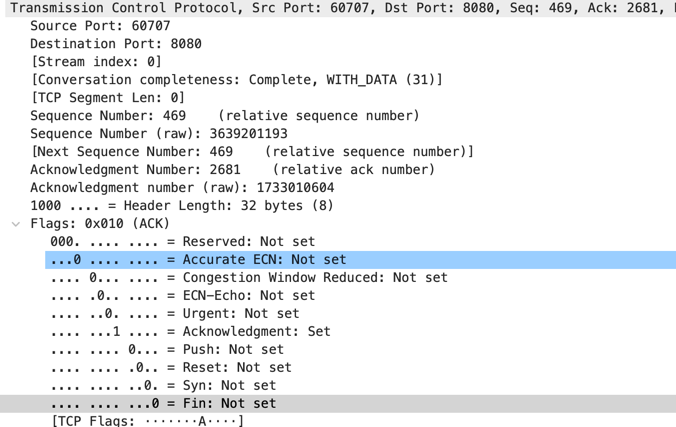 Transmission Control Protocol, Src Port: 60707, Dst Port: 8080, Seq: 469, Ack: 2681,
Source Port: 60707
Destination Port: 8080
[Stream index: 0]
[Conversation completeness: Complete, WITH_DATA (31)]
[TCP Segment Len: 0]
Sequence Number: 469    (relative sequence number)
Sequence Number (raw): 3639201193
[Next Sequence Number: 469    (relative sequence number)]
Acknowledgment Number: 2681    (relative ack number)
Acknowledgment number (raw): 1733010604
1000 .... = Header Length: 32 bytes (8)
Flags: 0x010 (ACK)
000. .... .... = Reserved: Not set
...0 .... .... = Accurate ECN: Not set
.... 0... .... = Congestion Window Reduced: Not set
.... .0.. .... = ECN-Echo: Not set
.... ..0. .... = Urgent: Not set
.... ...1 .... = Acknowledgment: Set
.... .... 0... = Push: Not set
.... .... .0.. = Reset: Not set
.... .... ..0. = Syn: Not set
.... .... ...0 = Fin: Not set
[TCP Flags: ·······A····]